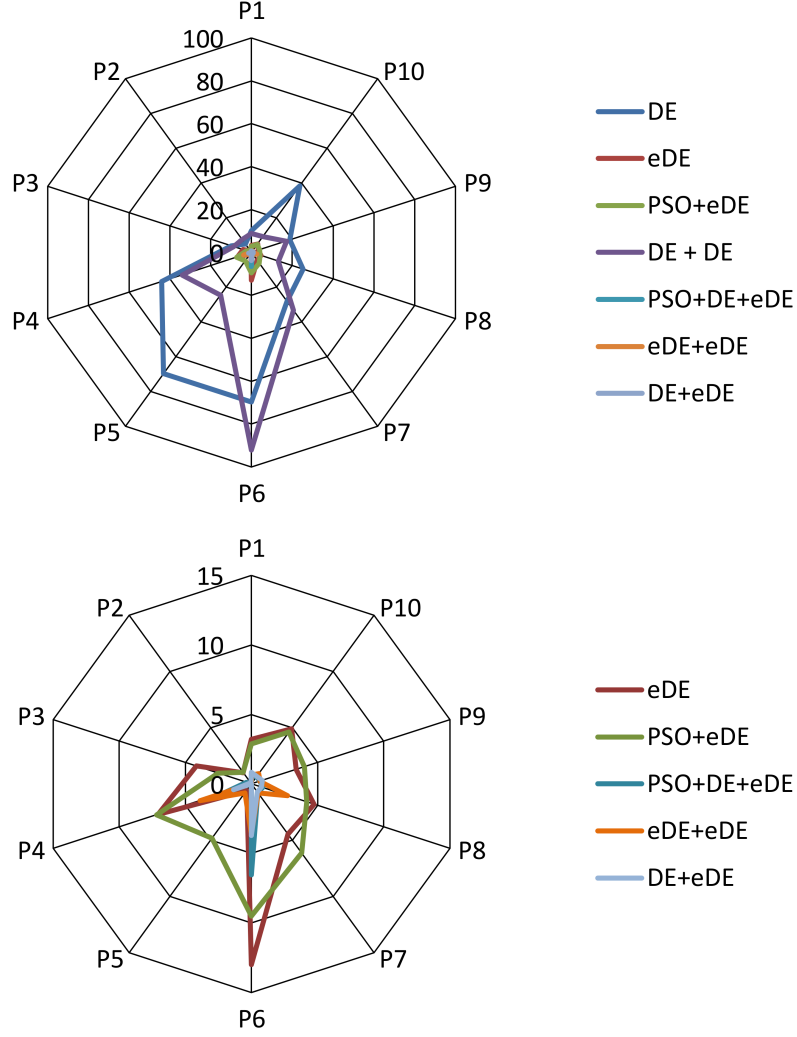 P1
100
P2
P10
80
60
DE
40
eDE
P3
P9
20
PSO+eDE
0
DE + DE
PSO+DE+eDE
P4
P8
eDE+eDE
DE+eDE
P5
P7
P6
P1
15
P2
P10
10
eDE
P3
5
P9
PSO+eDE
0
PSO+DE+eDE
eDE+eDE
P4
P8
DE+eDE
P5
P7
P6